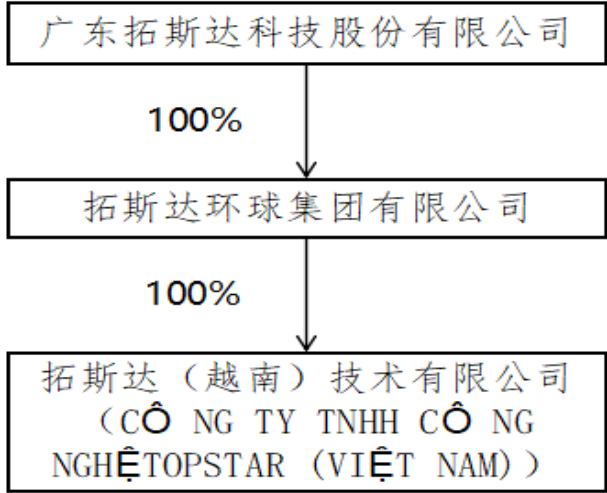 广东拓斯达科技股份有限公司
100%
拓斯达环球集团有限公司
100%
拓斯达（越南）技术有限公司
（CÔ NG TY TNHH CÔ NG
NGHỆTOPSTAR (VIỆT NAM)）